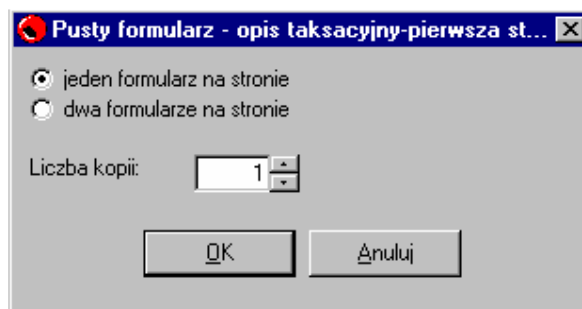 Pusty formularz - opis taksacyjny-pierwsza st...
jeden formularz na stronie
dwa formularze na stronie
Liczba kopii: 1
OK Anuluj